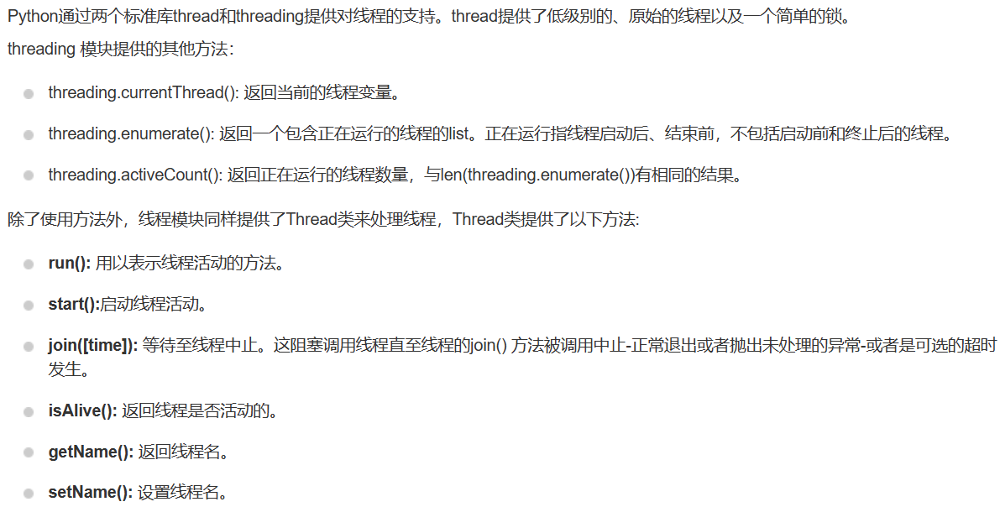 Python通过两个标准库thread和threading提供对线程的支持。thread提供了低级别的、原始的线程以及一个简单的锁。
threading 模块提供的其他方法：
threading.currentThread(): 返回当前的线程变量。
threading.enumerate(): 返回一个包含正在运行的线程的list。正在运行指线程启动后、结束前，不包括启动前和终止后的线程。
threading.activeCount(): 返回正在运行的线程数量，与len(threading.enumerate())有相同的结果。
除了使用方法外，线程模块同样提供了Thread类来处理线程，Thread类提供了以下方法:
run(): 用以表示线程活动的方法。
start():启动线程活动。
join([time]): 等待至线程中止。这阻塞调用线程直至线程的join() 方法被调用中止-正常退出或者抛出未处理的异常-或者是可选的超时
发生。
isAlive(): 返回线程是否活动的。
getName(): 返回线程名。
setName(): 设置线程名。